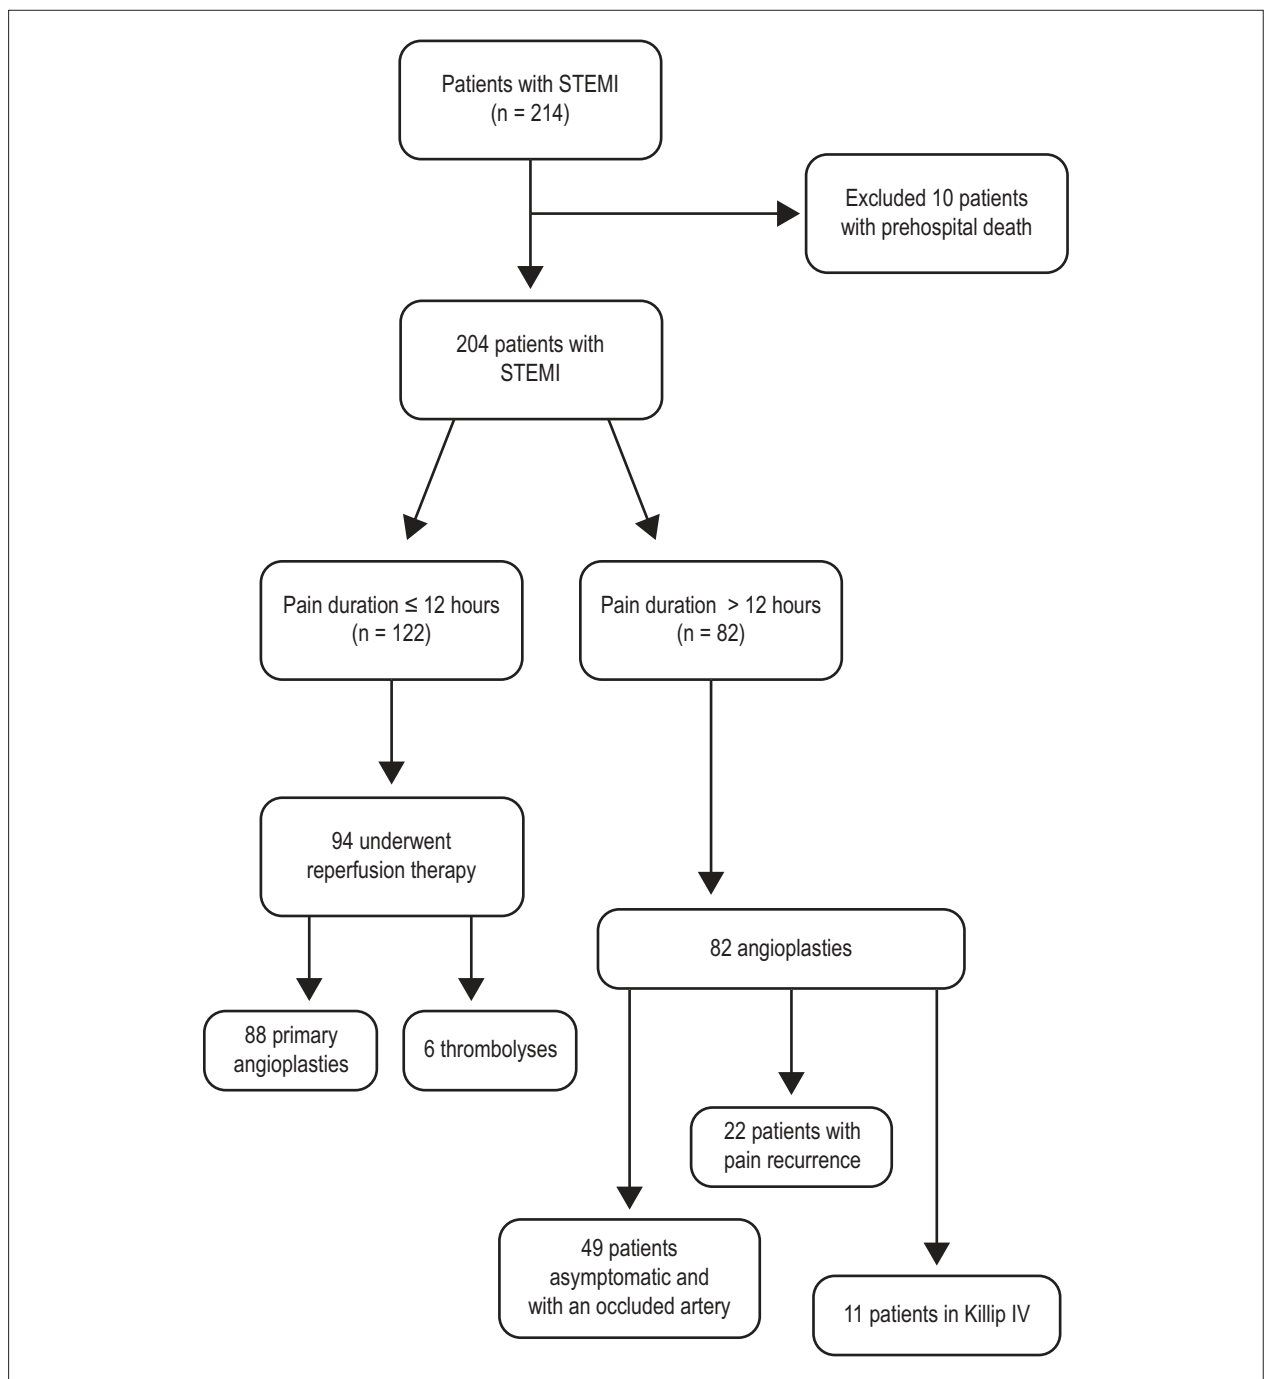 Patients with STEMI
(n = 214)
Excluded 10 patients
with prehospital death
204 patients with
STEMI
Pain duration ≤ 12 hours
(n = 122)
Pain duration > 12 hours
(n = 82)
94 underwent
reperfusion therapy
82 angioplasties
88 primary
angioplasties
6 thrombolyses
22 patients with
pain recurrence
49 patients
asymptomatic and
with an occluded artery
11 patients in Killip IV